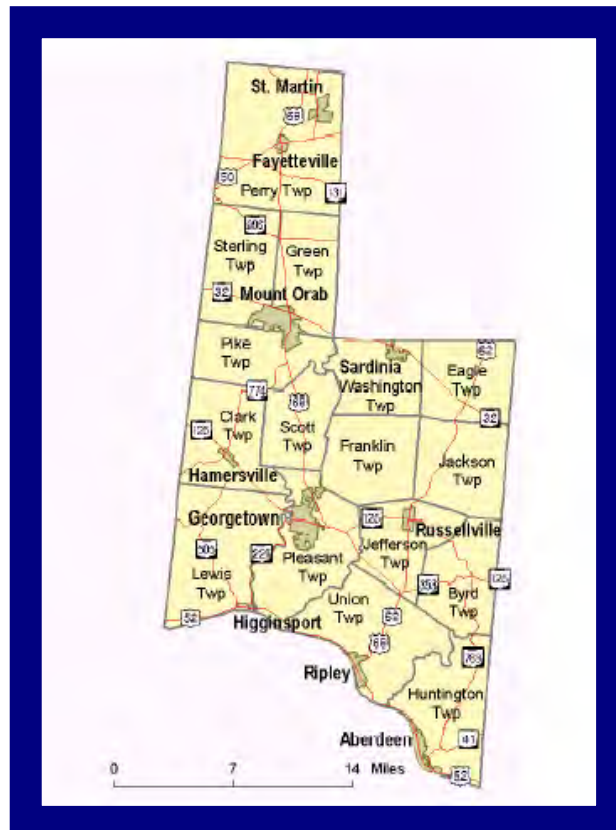 St. Martin
68
Fayetteville
50
Perry Twp
131
Sterling
Twp
Green
Twp
32
Mount Orab
Pike
Twp
Sardinia
Washington
Twp
Eagle
Twp
62
32
774
Clark
Twp
125
68
Scott
Twp
Franklin
Twp
Jackson
Twp
Hamersville
Georgetown
125
Russellville
Jefferson
Twp
505
Pleasant
Twp
Lewis
Twp
Byrd
Twp
125
Union
Twp
52
Higginsport
62
68
Ripley
763
Huntington
Twp
Aberdeen
41
52
0
7
14 Miles